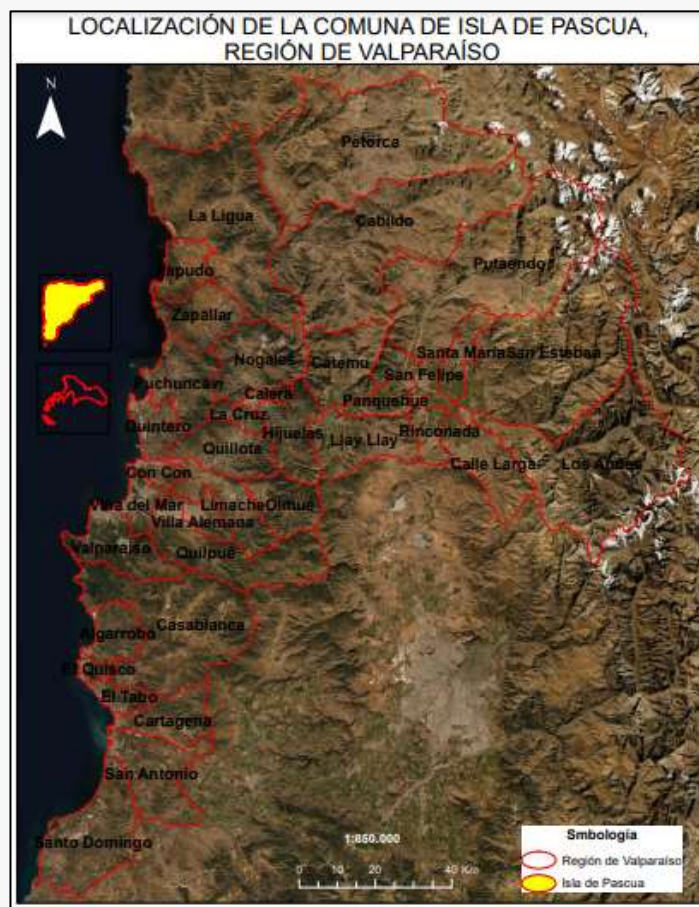 LOCALIZACIÓN DE LA COMUNA DE ISLA DE PASCUA,
REGIÓN DE VALPARAÍSO
N
Petorca
La Ligua
Cabildo
Papudo
Putaendo
Zapallar
Nogales
Catemu
Santa María
San Esteban
San Felipe
Puchuncaví
Calera
Panquehue
La Cruz
Quintero
Hijuelas
Rinconada
Quillota
Llay Llay
Calle Larga
Los Andes
Con Con
Viña del Mar
Limache
Olmué
Villa Alemana
Valparaíso
Quilpué
Casablanca
Algarrobo
El Quisco
El Tabo
Cartagena
San Antonio
Santo Domingo
1:850.000
0 10 20 40 Km
Smbología
Región de Valparaíso
Isla de Pascua